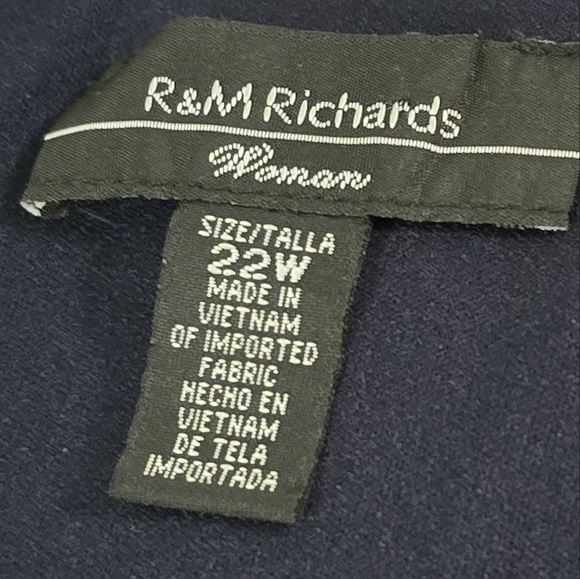 R&M Richards
Woman
SIZE/TALLA
22W
MADE IN
VIETNAM
OF IMPORTED
FABRIC
HECHO EN
VIETNAM
DE TELA
IMPORTADA